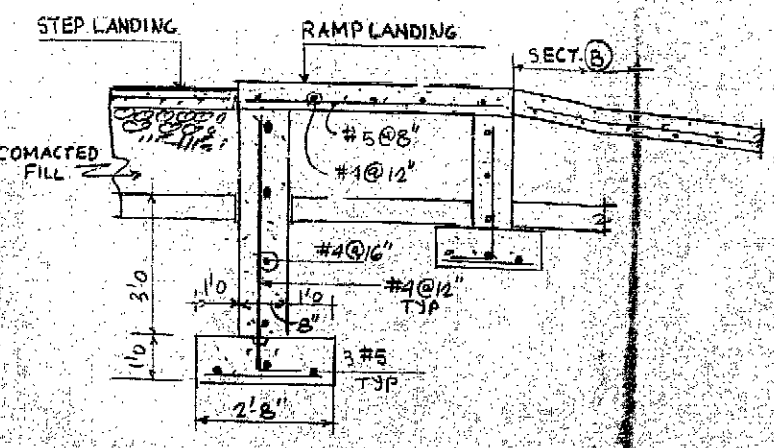 STEP LANDING
RAMP LANDING
SECT. B
#5@8"
#4@12"
COMACTED
FILL
#4@16"
#4@12"
TYP
3'0
1'0
1'0
8"
1'0
3 #5
TYP
2'8"